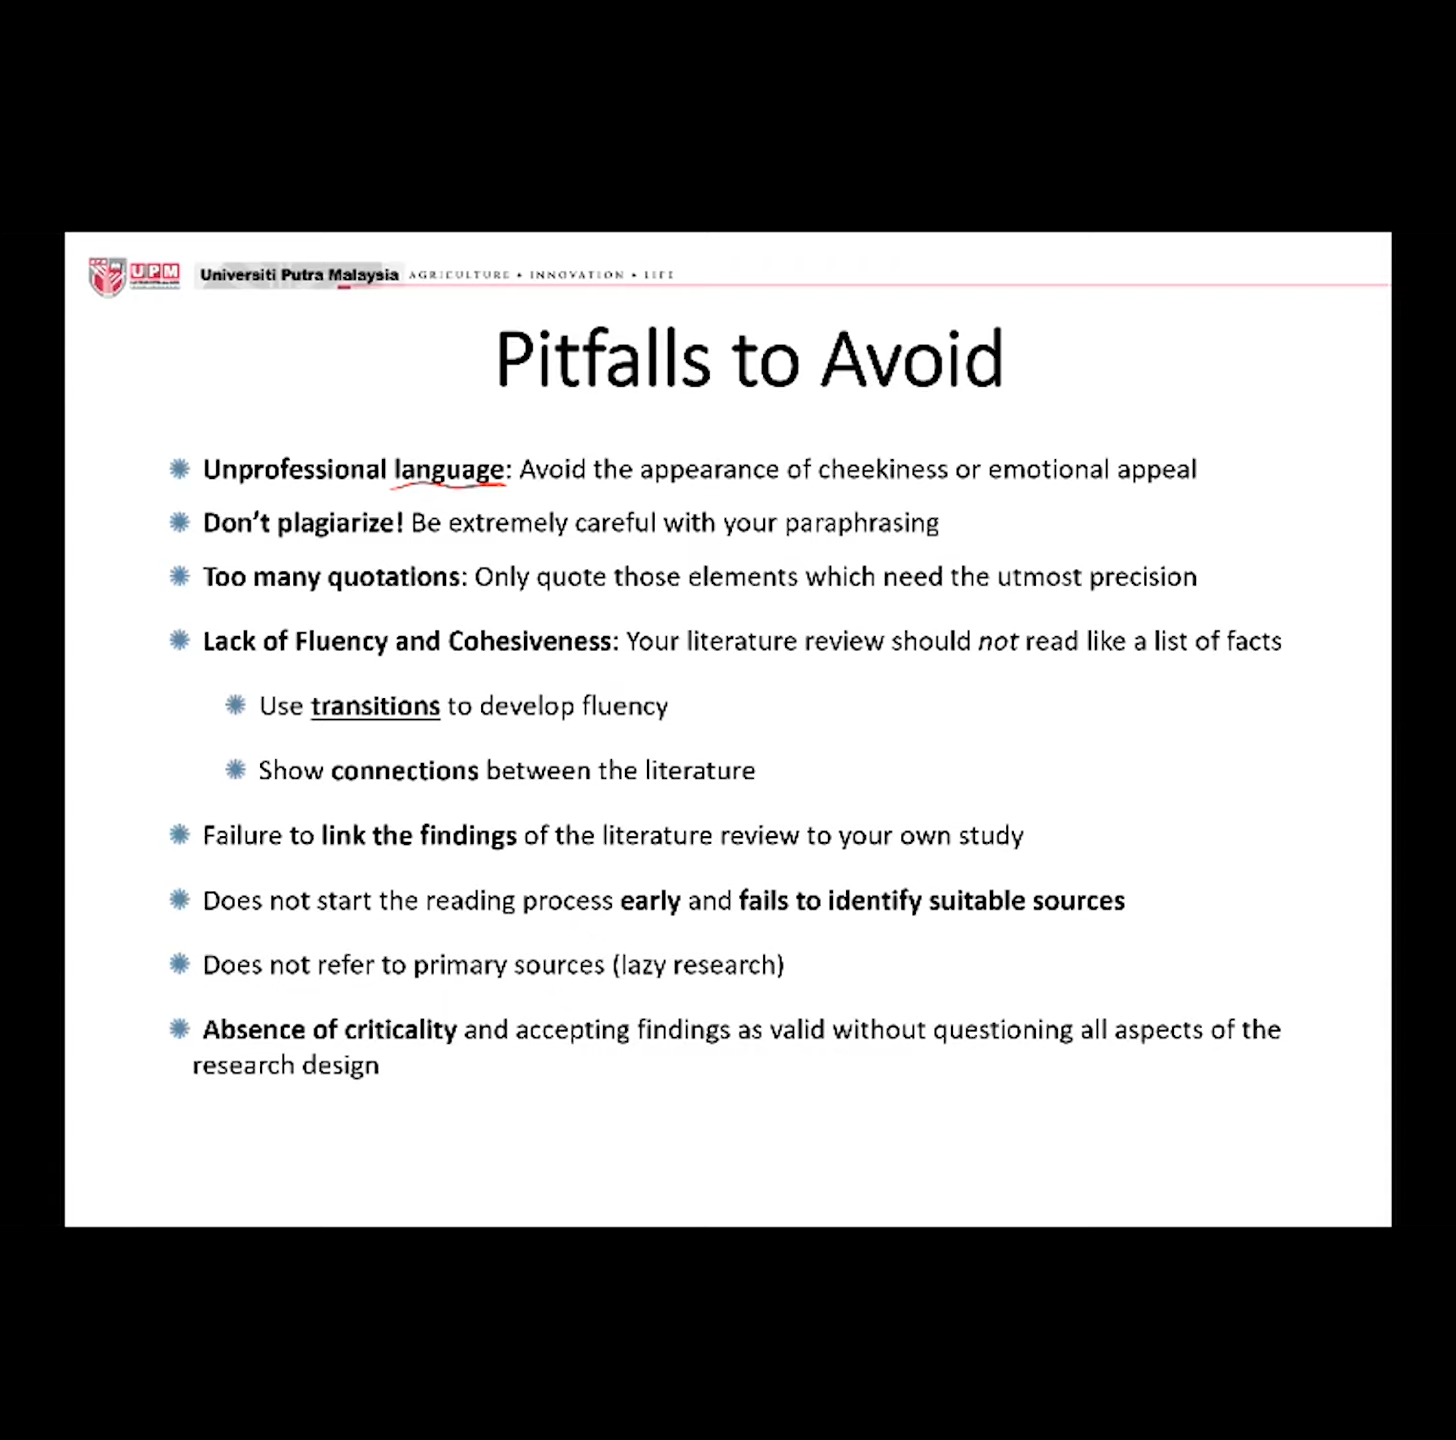 UPM
Universiti Putra Malaysia AGRICULTURE • INNOVATION • LIFE
Pitfalls to Avoid
Unprofessional language: Avoid the appearance of cheekiness or emotional appeal
Don't plagiarize! Be extremely careful with your paraphrasing
Too many quotations: Only quote those elements which need the utmost precision
Lack of Fluency and Cohesiveness: Your literature review should not read like a list of facts
Use transitions to develop fluency
Show connections between the literature
Failure to link the findings of the literature review to your own study
Does not start the reading process early and fails to identify suitable sources
Does not refer to primary sources (lazy research)
Absence of criticality and accepting findings as valid without questioning all aspects of the
research design